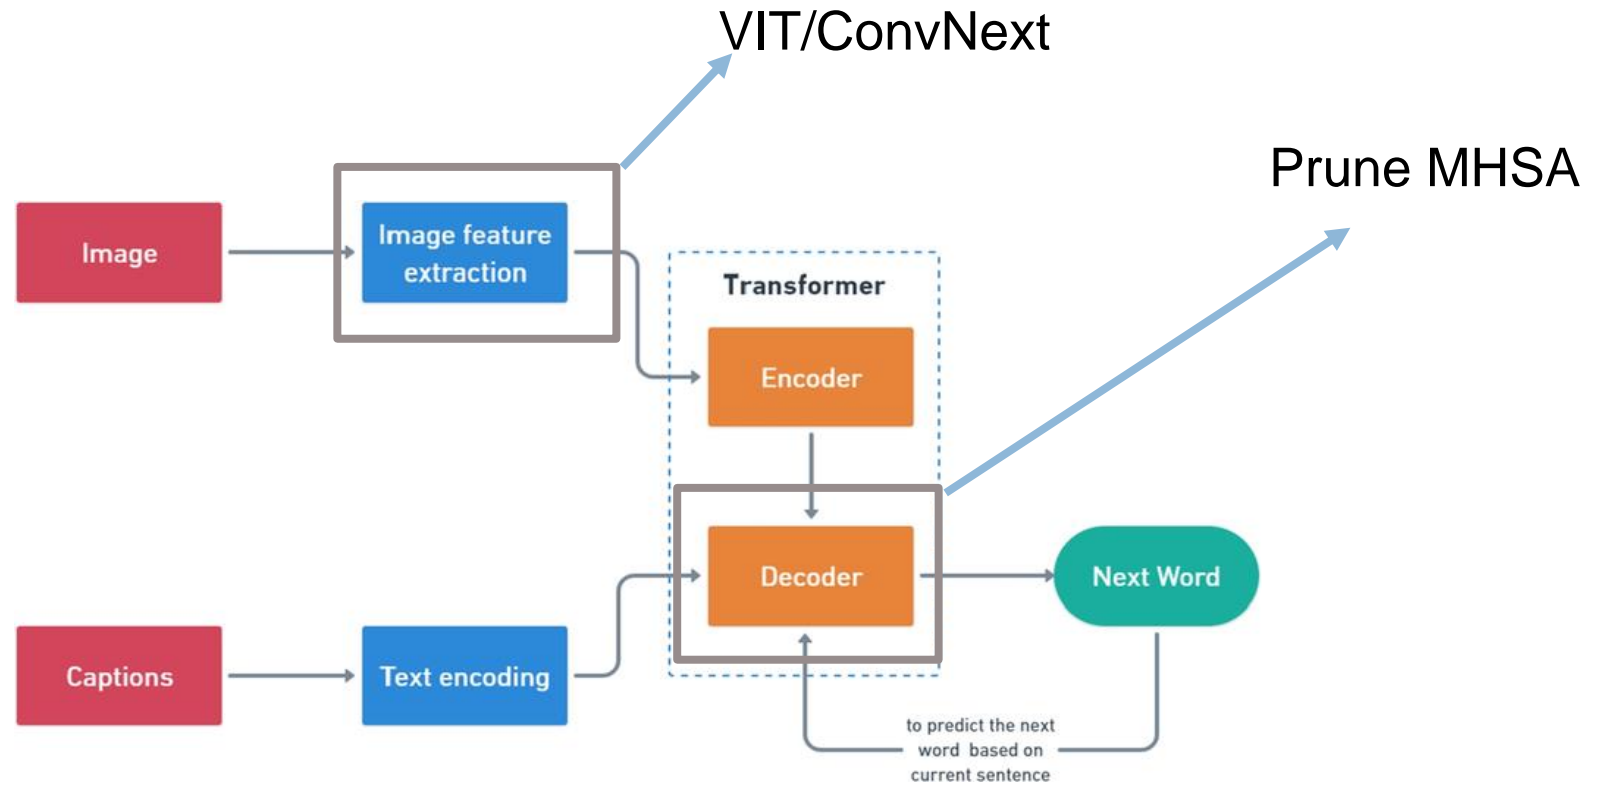 VIT/ConvNext
Prune MHSA
Image
Image feature
extraction
Transformer
Encoder
Decoder
Next Word
Captions
Text encoding
to predict the next
word based on
current sentence